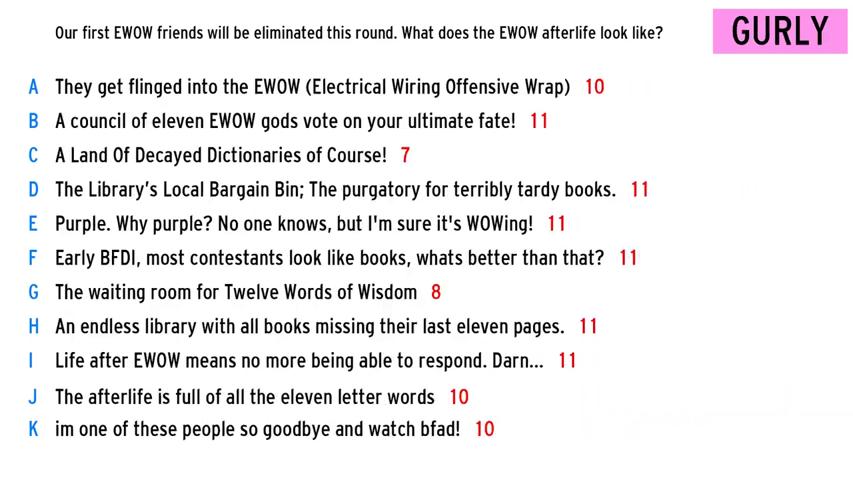 Our first EWOW friends will be eliminated this round. What does the EWOW afterlife look like?
GURLY
A They get flinged into the EWOW (Electrical Wiring Offensive Wrap) 10
B A council of eleven EWOW gods vote on your ultimate fate! 11
C A Land Of Decayed Dictionaries of Course! 7
D The Library's Local Bargain Bin; The purgatory for terribly tardy books. 11
E Purple. Why purple? No one knows, but I'm sure it's WOWing! 11
F Early BFDI, most contestants look like books, whats better than that? 11
G The waiting room for Twelve Words of Wisdom 8
H An endless library with all books missing their last eleven pages. 11
I Life after EWOW means no more being able to respond. Darn... 11
J The afterlife is full of all the eleven letter words 10
K im one of these people so goodbye and watch bfad! 10